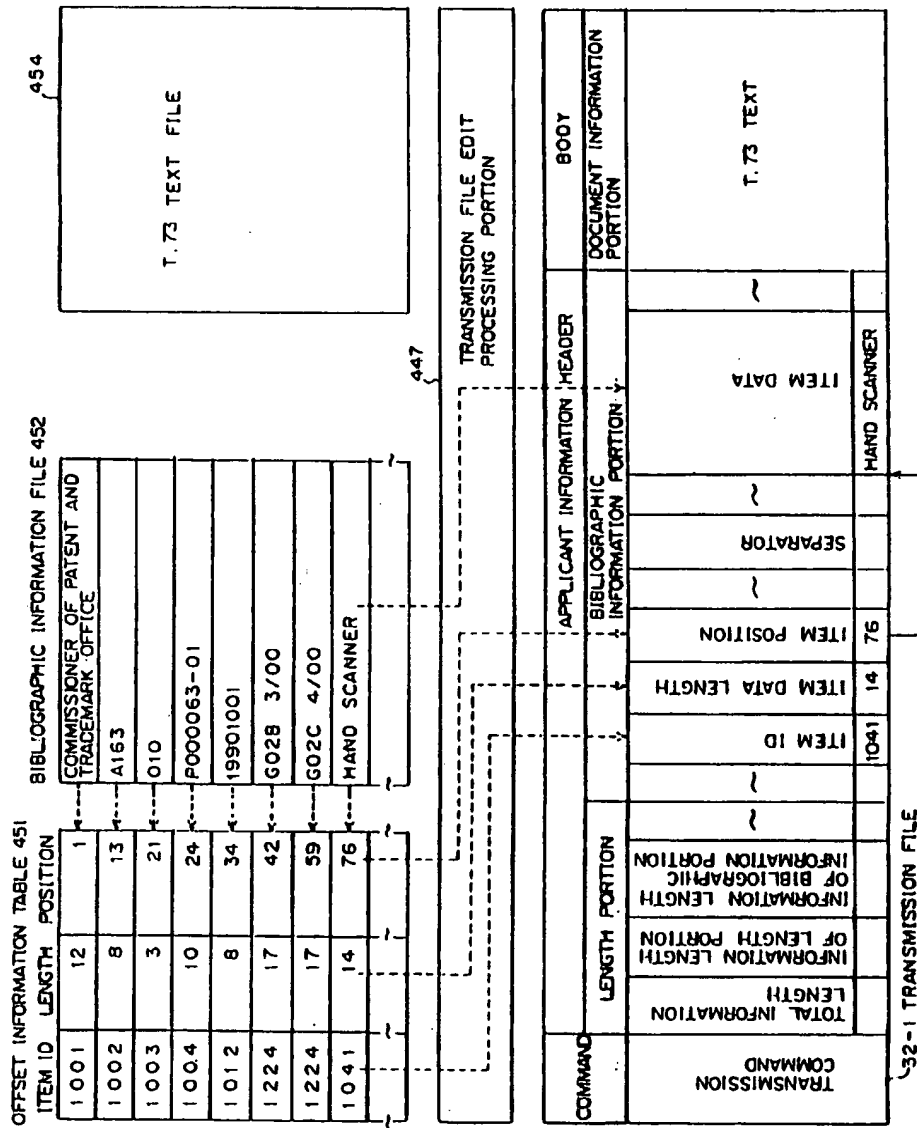 OFFSET INFORMATION TABLE 451
ITEM ID LENGTH POSITION
1001 12 1
1002 8 13
1003 3 21
1004 10 24
1012 8 34
1224 17 42
1224 17 59
1041 14 76
BIBLIOGRAPHIC INFORMATION FILE 452
COMMISSIONER OF PATENT AND
TRADEMARK OFFICE
A163
010
P000063-01
19901001
G02B 3/00
G02C 4/00
HAND SCANNER
454
T.73 TEXT FILE
447
TRANSMISSION FILE EDIT
PROCESSING PORTION
COMMAND
APPLICANT INFORMATION HEADER
BODY
LENGTH PORTION
BIBLIOGRAPHIC
INFORMATION PORTION
DOCUMENT INFORMATION
PORTION
TRANSMISSION
COMMAND
TOTAL INFORMATION
LENGTH
INFORMATION LENGTH
OF LENGTH PORTION
INFORMATION LENGTH
OF BIBLIOGRAPHIC
INFORMATION PORTION
~
~
ITEM ID
ITEM DATA LENGTH
ITEM POSITION
~
SEPARATOR
~
ITEM DATA
~
T.73 TEXT
1041 14 76 HAND SCANNER
32-1 TRANSMISSION FILE